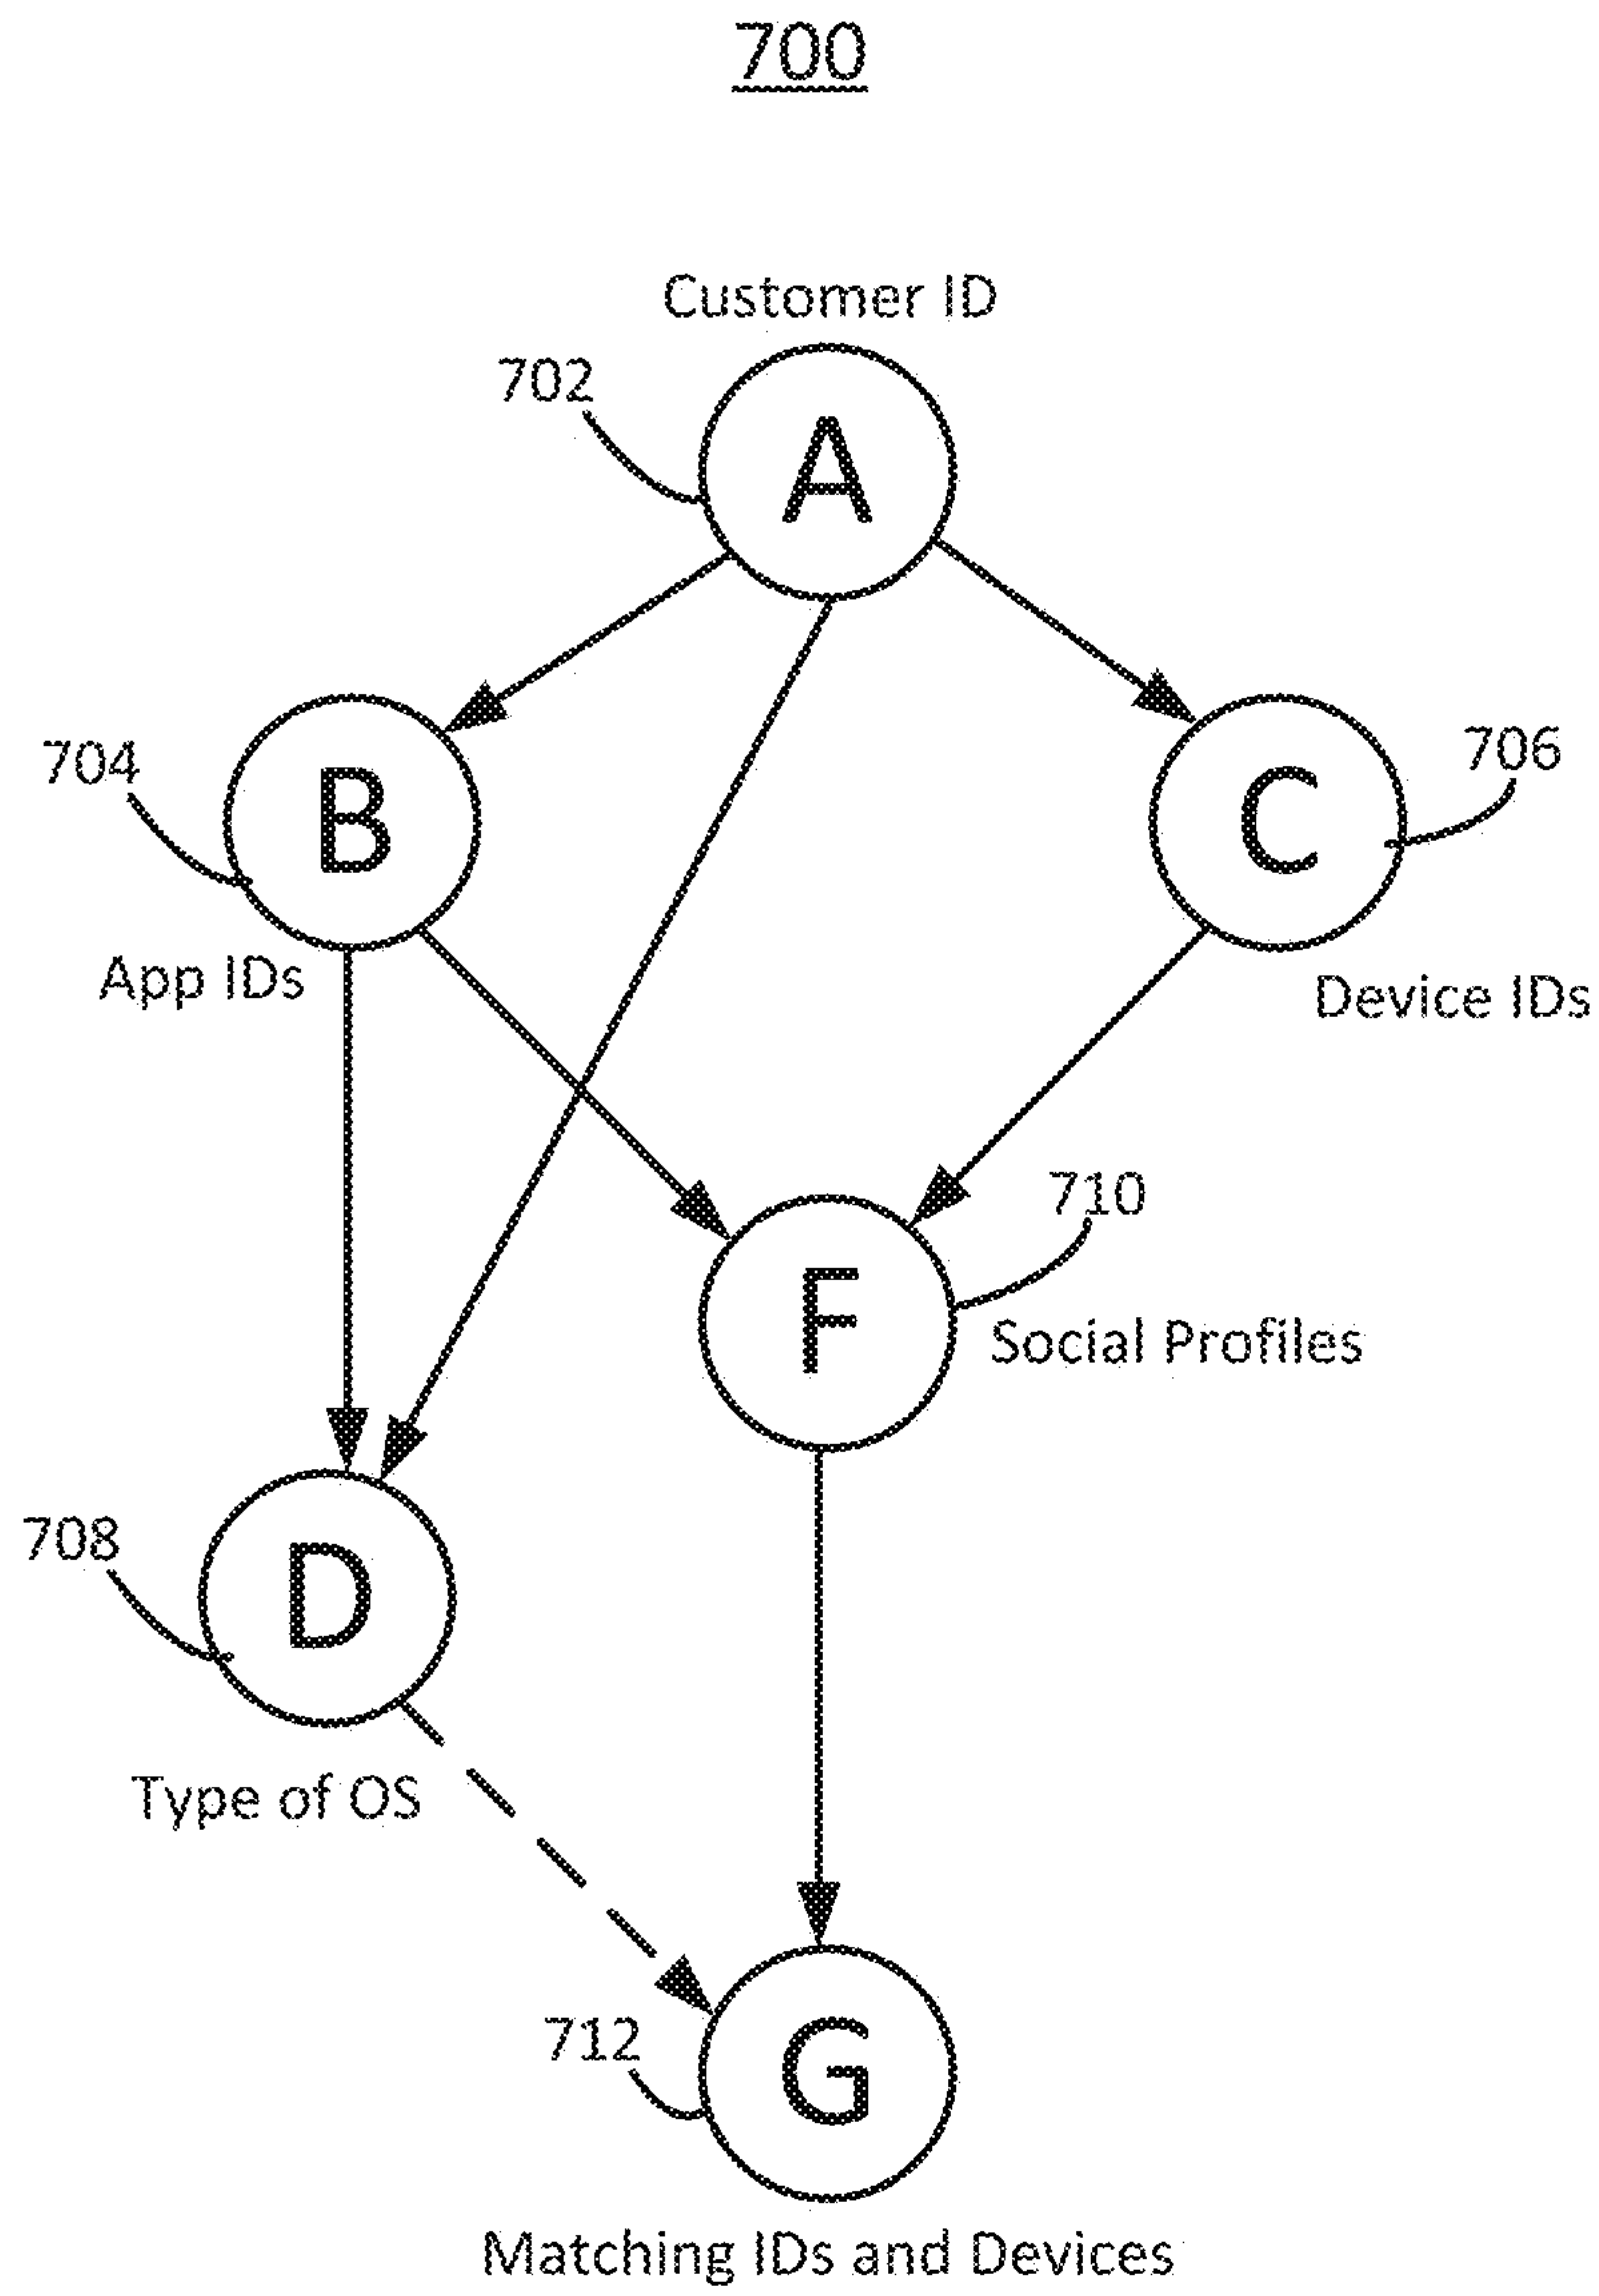 700
Customer ID
702
A
704
B
C
706
App IDs
Device IDs
710
F
Social Profiles
708
D
Type of OS
712
G
Matching IDs and Devices